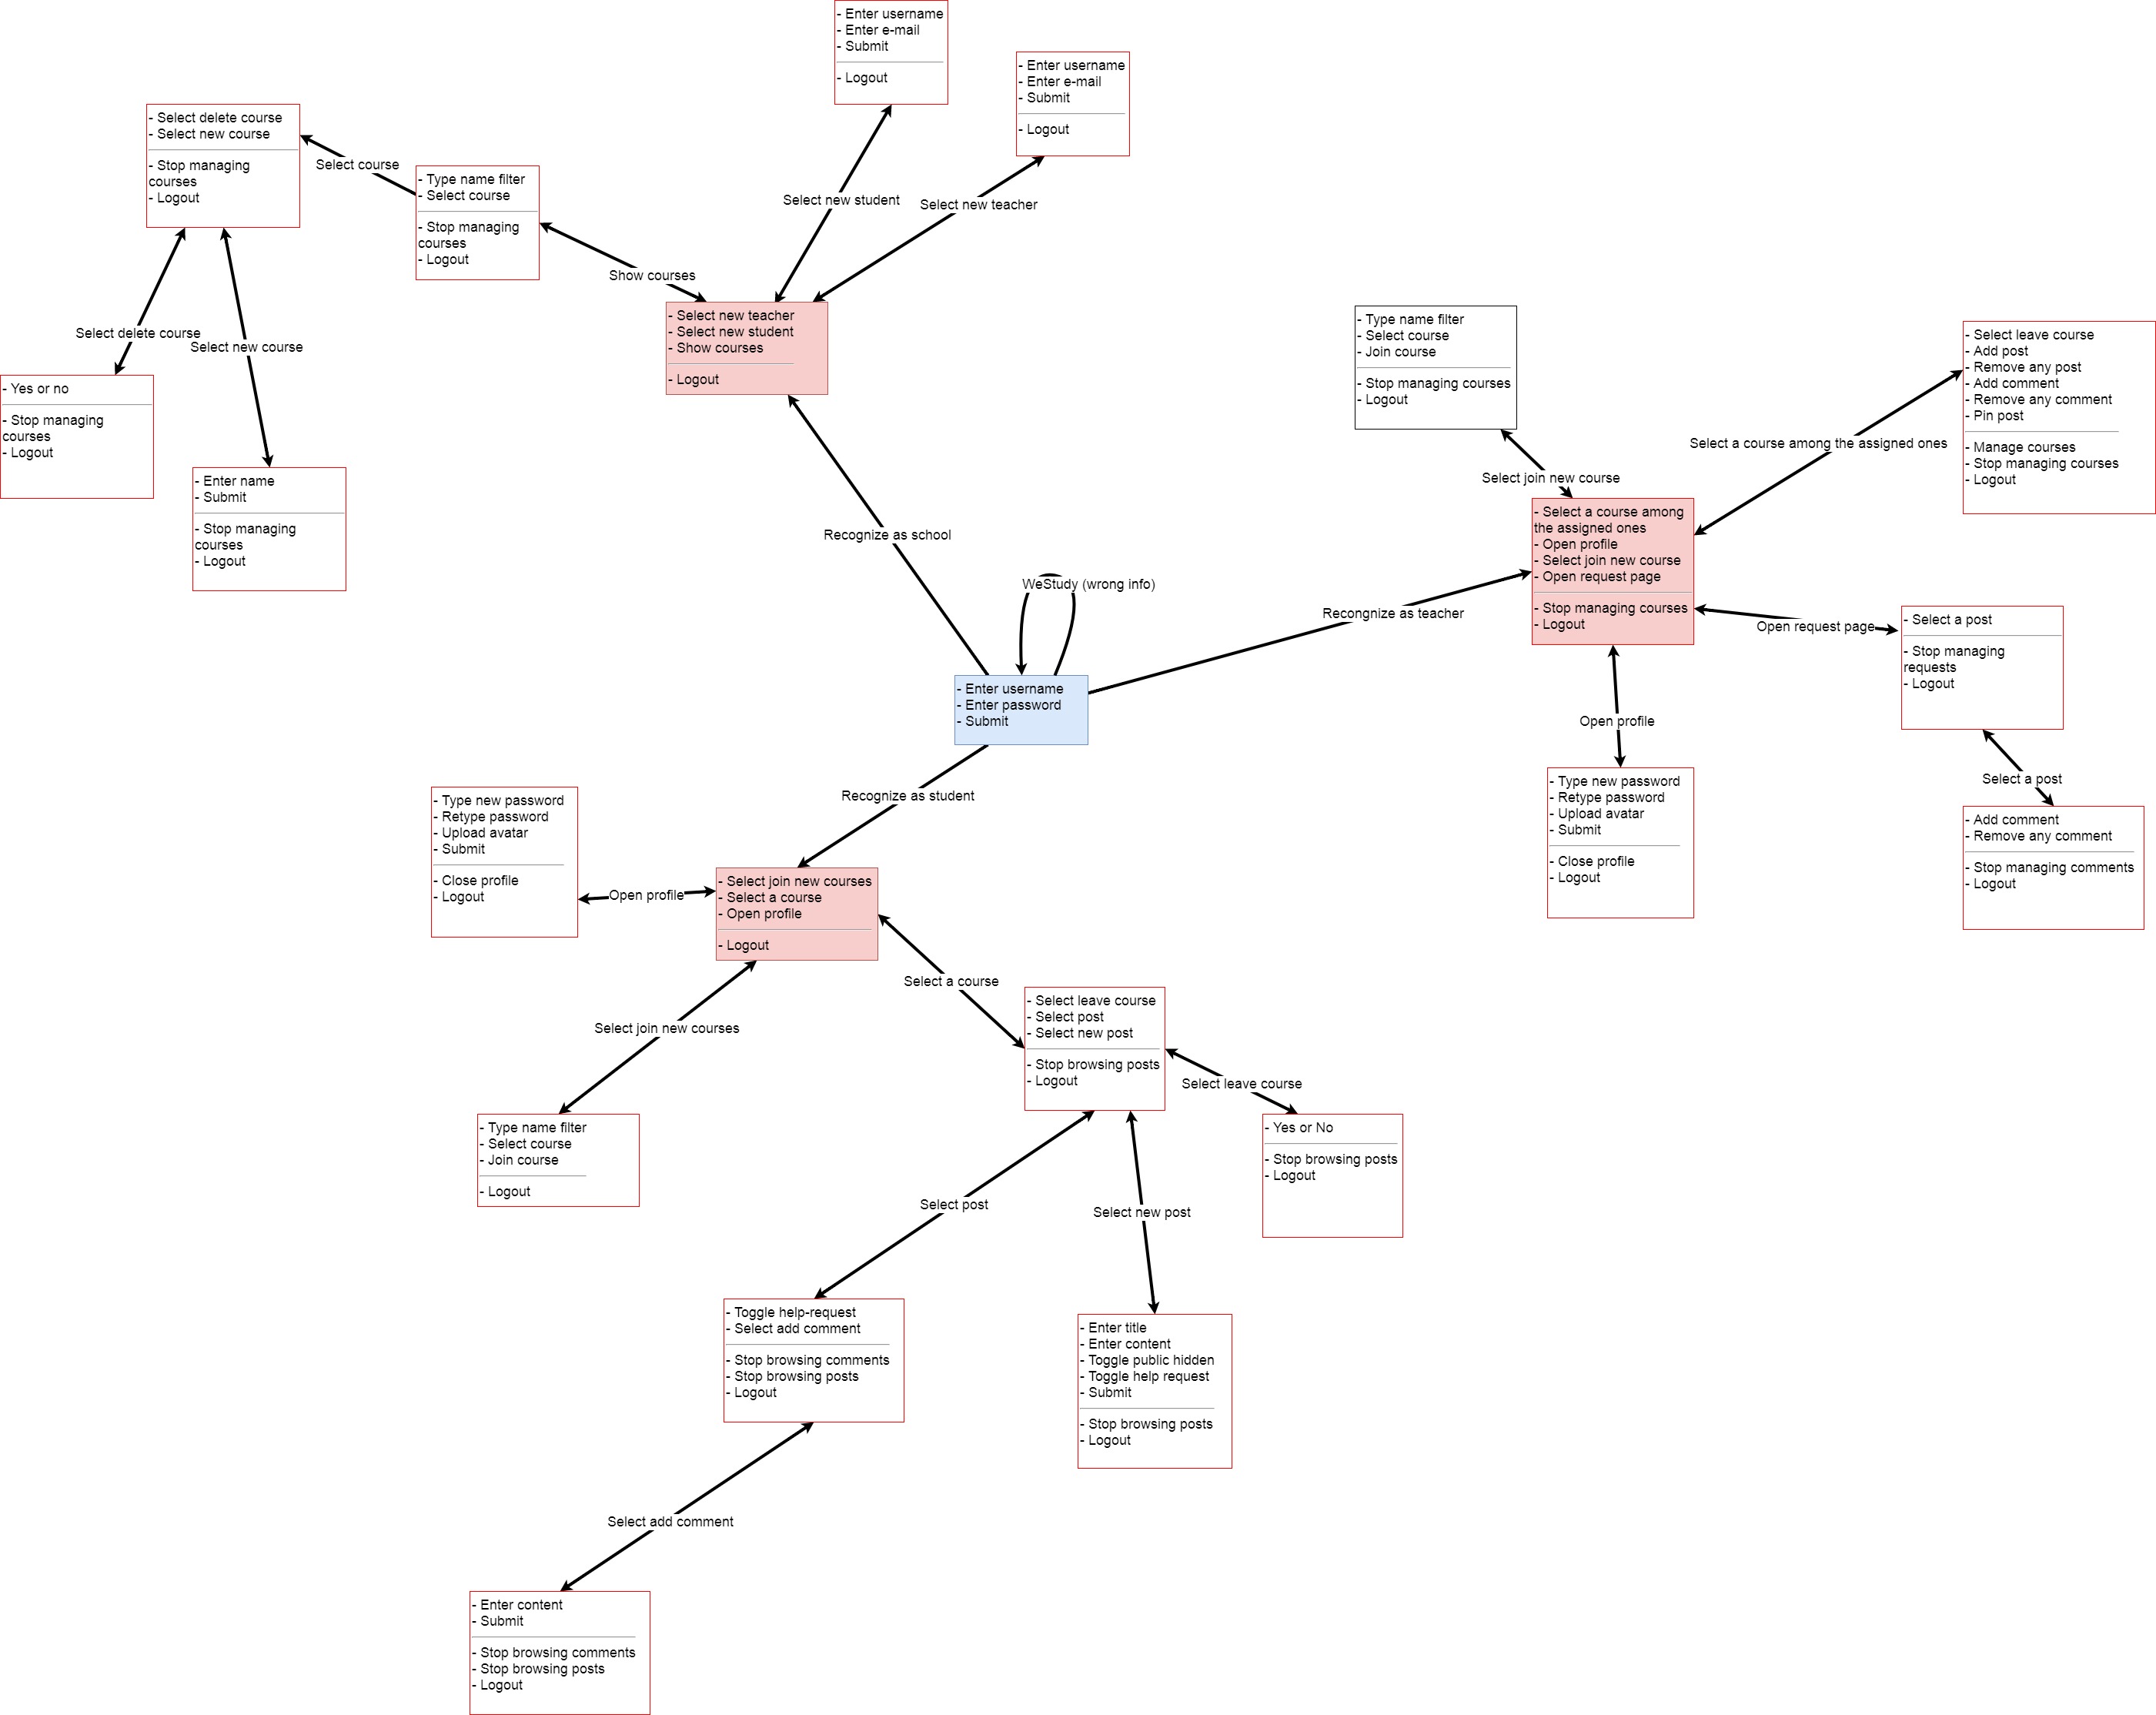 - Enter username
- Enter e-mail
- Submit
- Logout
- Enter username
- Enter e-mail
- Submit
- Logout
- Select delete course
- Select new course
- Stop managing
courses
- Logout
Select course
- Type name filter
- Select course
- Stop managing
courses
- Logout
Select new student
Select new teacher
Show courses
- Select new teacher
- Select new student
- Show courses
- Logout
Select delete course
Select new course
- Yes or no
- Stop managing
courses
- Logout
- Enter name
- Submit
- Stop managing
courses
- Logout
- Type name filter
- Select course
- Join course
- Stop managing courses
- Logout
- Select leave course
- Add post
- Remove any post
- Add comment
- Remove any comment
- Pin post
- Manage courses
- Stop managing courses
- Logout
Select a course among the assigned ones
Select join new course
- Select a course among
the assigned ones
- Open profile
- Select join new course
- Open request page
- Stop managing courses
- Logout
Recognize as school
WeStudy (wrong info)
Recongnize as teacher
Open request page
- Select a post
- Stop managing
requests
- Logout
- Enter username
- Enter password
- Submit
Open profile
Select a post
- Type new password
- Retype password
- Upload avatar
- Submit
- Close profile
- Logout
- Add comment
- Remove any comment
- Stop managing comments
- Logout
Recognize as student
- Type new password
- Retype password
- Upload avatar
- Submit
- Close profile
- Logout
Open profile
- Select join new courses
- Select a course
- Open profile
- Logout
Select a course
Select join new courses
- Select leave course
- Select post
- Select new post
- Stop browsing posts
- Logout
Select leave course
- Type name filter
- Select course
- Join course
- Logout
- Yes or No
- Stop browsing posts
- Logout
Select post
Select new post
- Toggle help-request
- Select add comment
- Stop browsing comments
- Stop browsing posts
- Logout
- Enter title
- Enter content
- Toggle public hidden
- Toggle help request
- Submit
- Stop browsing posts
- Logout
Select add comment
- Enter content
- Submit
- Stop browsing comments
- Stop browsing posts
- Logout